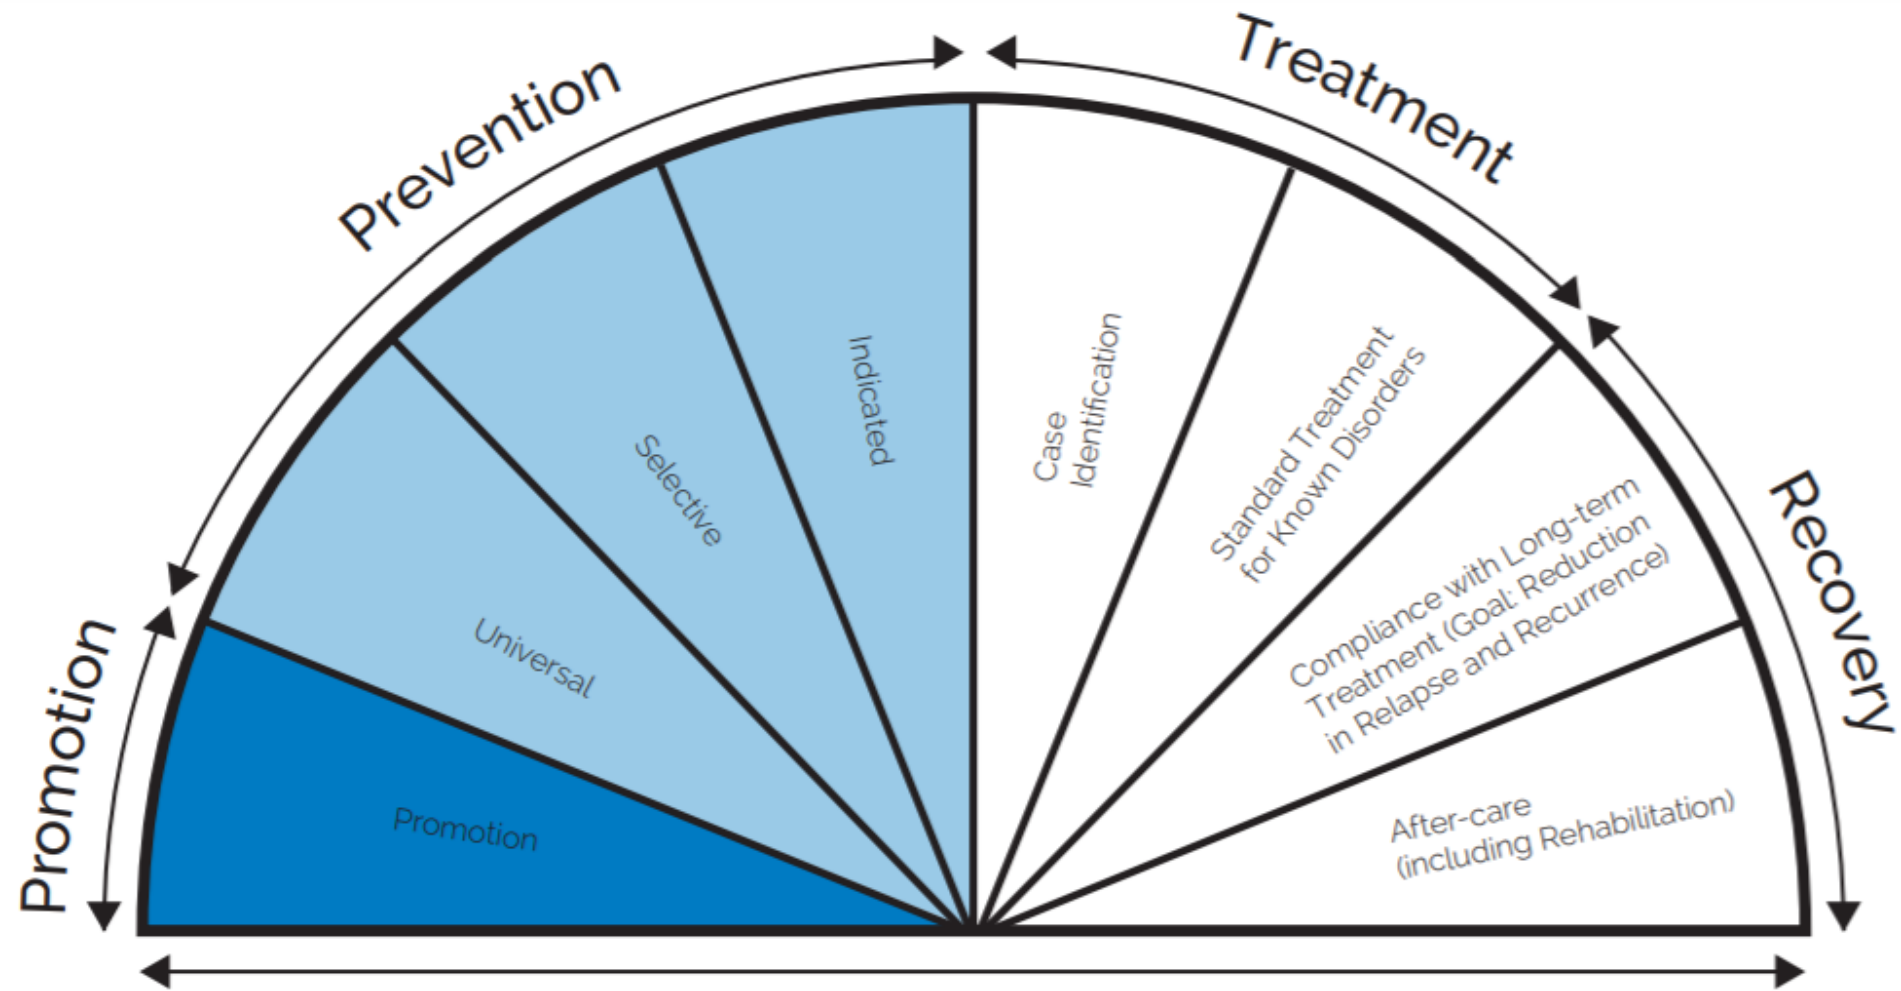 Promotion
Prevention
Treatment
Recovery
Promotion
Universal
Selective
Indicated
Case
Identification
Standard Treatment
for Known Disorders
Compliance with Long-term
Treatment (Goal: Reduction
in Relapse and Recurrence)
After-care
(including Rehabilitation)